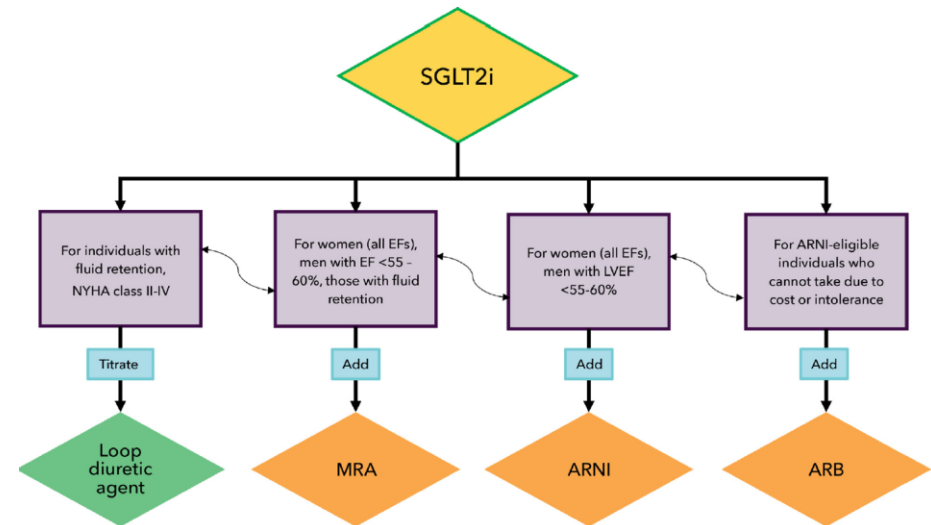 SGLT2i
For individuals with
fluid retention,
NYHA class II-IV
For women (all EFs),
men with EF <55 –
60%, those with fluid
retention
For women (all EFs),
men with LVEF
<55-60%
For ARNI-eligible
individuals who
cannot take due to
cost or intolerance
Titrate
Add
Add
Add
Loop
diuretic
agent
MRA
ARNI
ARB